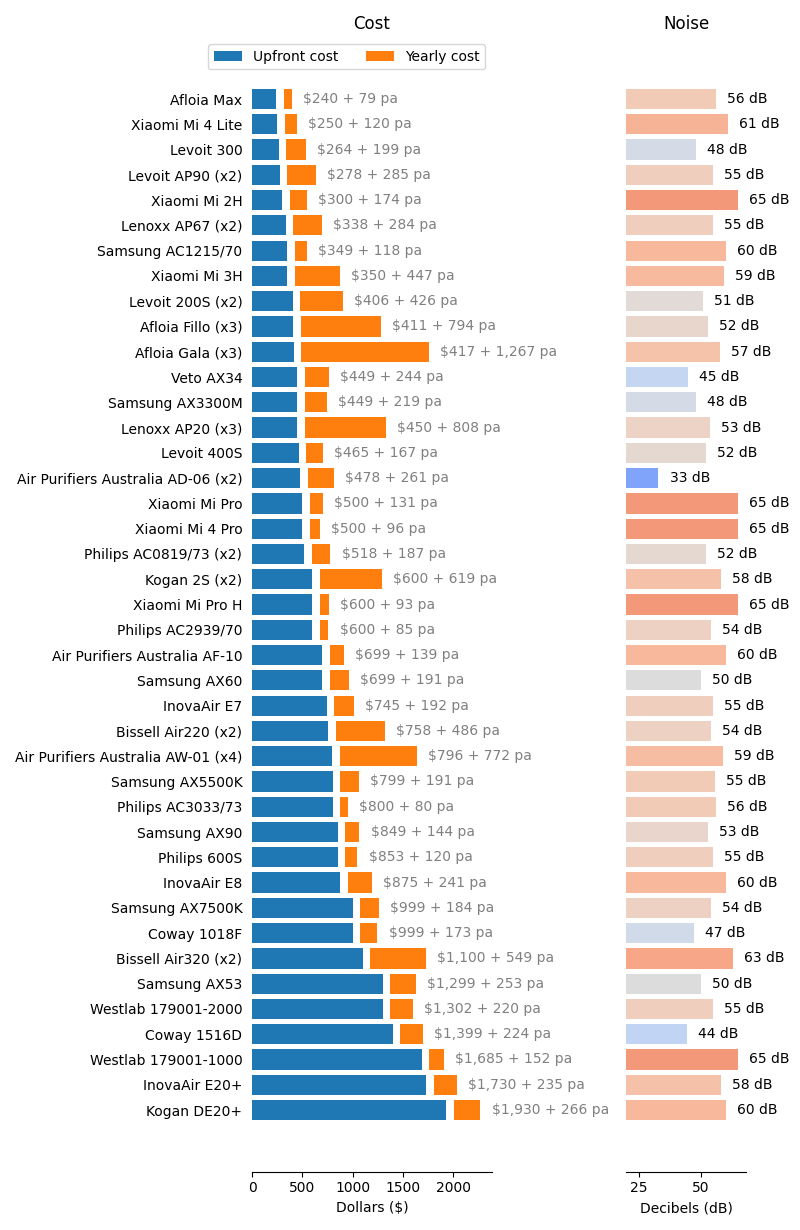 Cost Noise
Upfront cost Yearly cost
Afloia Max $240 + 79 pa 56 dB
Xiaomi Mi 4 Lite $250 + 120 pa 61 dB
Levoit 300 $264 + 199 pa 48 dB
Levoit AP90 (x2) $278 + 285 pa 55 dB
Xiaomi Mi 2H $300 + 174 pa 65 dB
Lenoxx AP67 (x2) $338 + 284 pa 55 dB
Samsung AC1215/70 $349 + 118 pa 60 dB
Xiaomi Mi 3H $350 + 447 pa 59 dB
Levoit 200S (x2) $406 + 426 pa 51 dB
Afloia Fillo (x3) $411 + 794 pa 52 dB
Afloia Gala (x3) $417 + 1,267 pa 57 dB
Veto AX34 $449 + 244 pa 45 dB
Samsung AX3300M $449 + 219 pa 48 dB
Lenoxx AP20 (x3) $450 + 808 pa 53 dB
Levoit 400S $465 + 167 pa 52 dB
Air Purifiers Australia AD-06 (x2) $478 + 261 pa 33 dB
Xiaomi Mi Pro $500 + 131 pa 65 dB
Xiaomi Mi 4 Pro $500 + 96 pa 65 dB
Philips AC0819/73 (x2) $518 + 187 pa 52 dB
Kogan 2S (x2) $600 + 619 pa 58 dB
Xiaomi Mi Pro H $600 + 93 pa 65 dB
Philips AC2939/70 $600 + 85 pa 54 dB
Air Purifiers Australia AF-10 $699 + 139 pa 60 dB
Samsung AX60 $699 + 191 pa 50 dB
InovaAir E7 $745 + 192 pa 55 dB
Bissell Air220 (x2) $758 + 486 pa 54 dB
Air Purifiers Australia AW-01 (x4) $796 + 772 pa 59 dB
Samsung AX5500K $799 + 191 pa 55 dB
Philips AC3033/73 $800 + 80 pa 56 dB
Samsung AX90 $849 + 144 pa 53 dB
Philips 600S $853 + 120 pa 55 dB
InovaAir E8 $875 + 241 pa 60 dB
Samsung AX7500K $999 + 184 pa 54 dB
Coway 1018F $999 + 173 pa 47 dB
Bissell Air320 (x2) $1,100 + 549 pa 63 dB
Samsung AX53 $1,299 + 253 pa 50 dB
Westlab 179001-2000 $1,302 + 220 pa 55 dB
Coway 1516D $1,399 + 224 pa 44 dB
Westlab 179001-1000 $1,685 + 152 pa 65 dB
InovaAir E20+ $1,730 + 235 pa 58 dB
Kogan DE20+ $1,930 + 266 pa 60 dB
0 500 1000 1500 2000 25 50
Dollars ($) Decibels (dB)